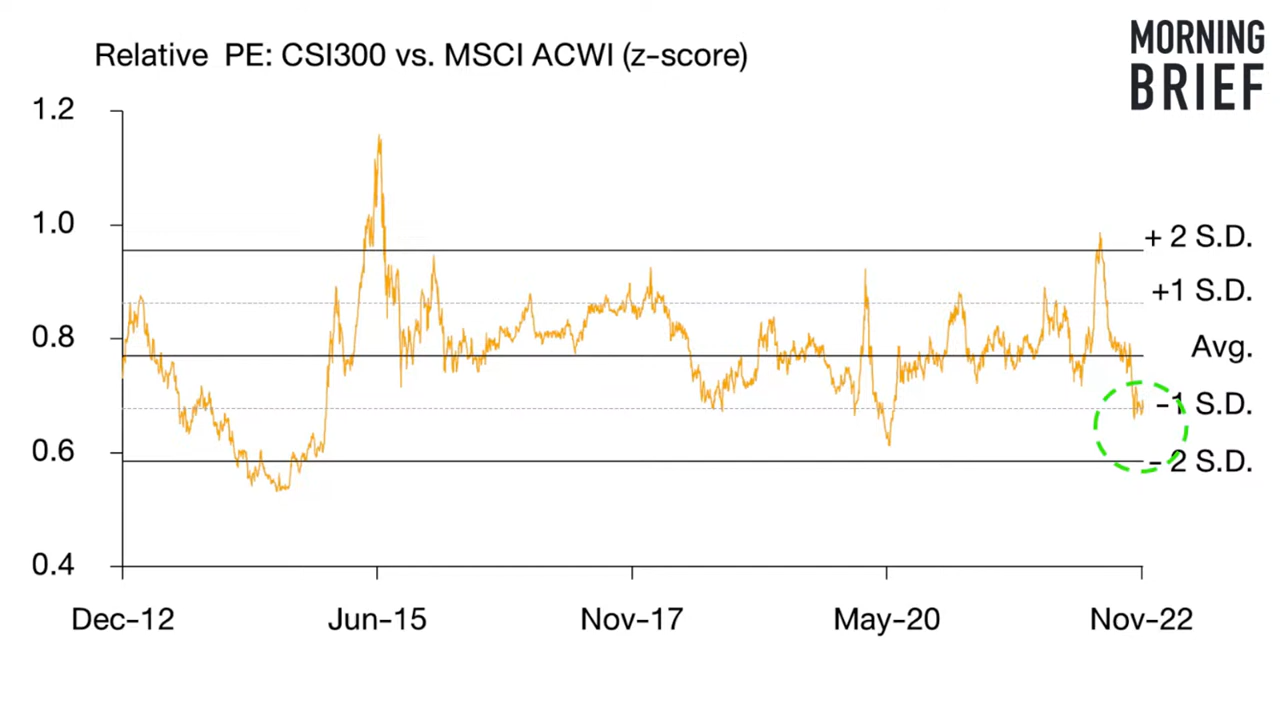 Relative PE: CSI300 vs. MSCI ACWI (z-score)
MORNING
BRIEF
1.2
1.0
0.8
0.6
0.4
+ 2 S.D.
+1 S.D.
Avg.
-1 S.D.
- 2 S.D.
Dec-12
Jun-15
Nov-17
May-20
Nov-22